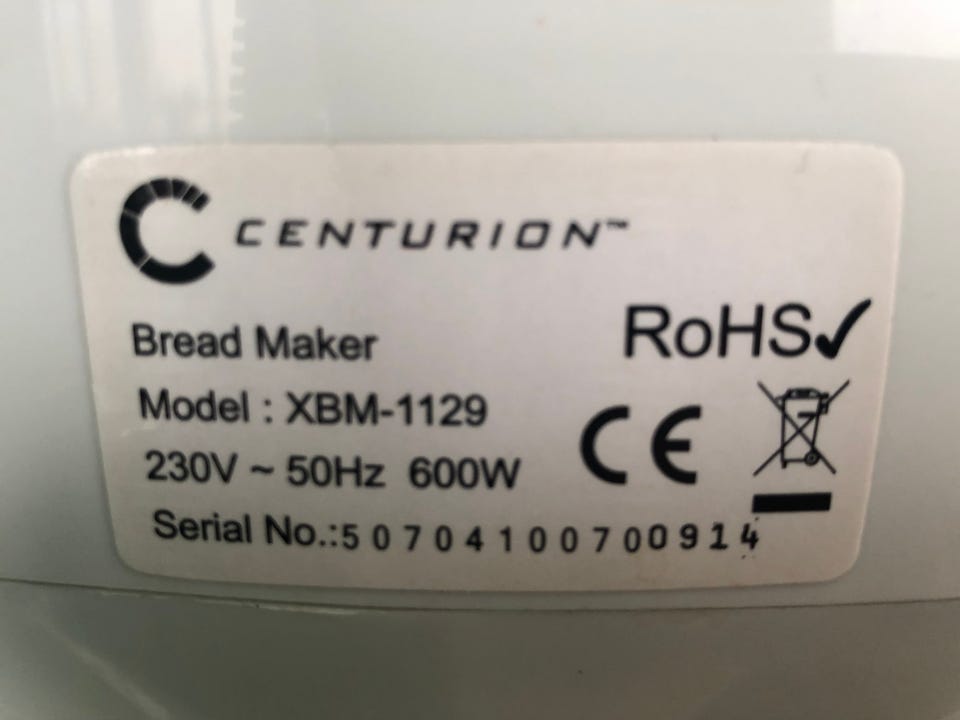 CENTURION™
Bread Maker
RoHS✓
Model : XBM-1129
CE
230V ~ 50Hz 600W
Serial No.:50704100700914